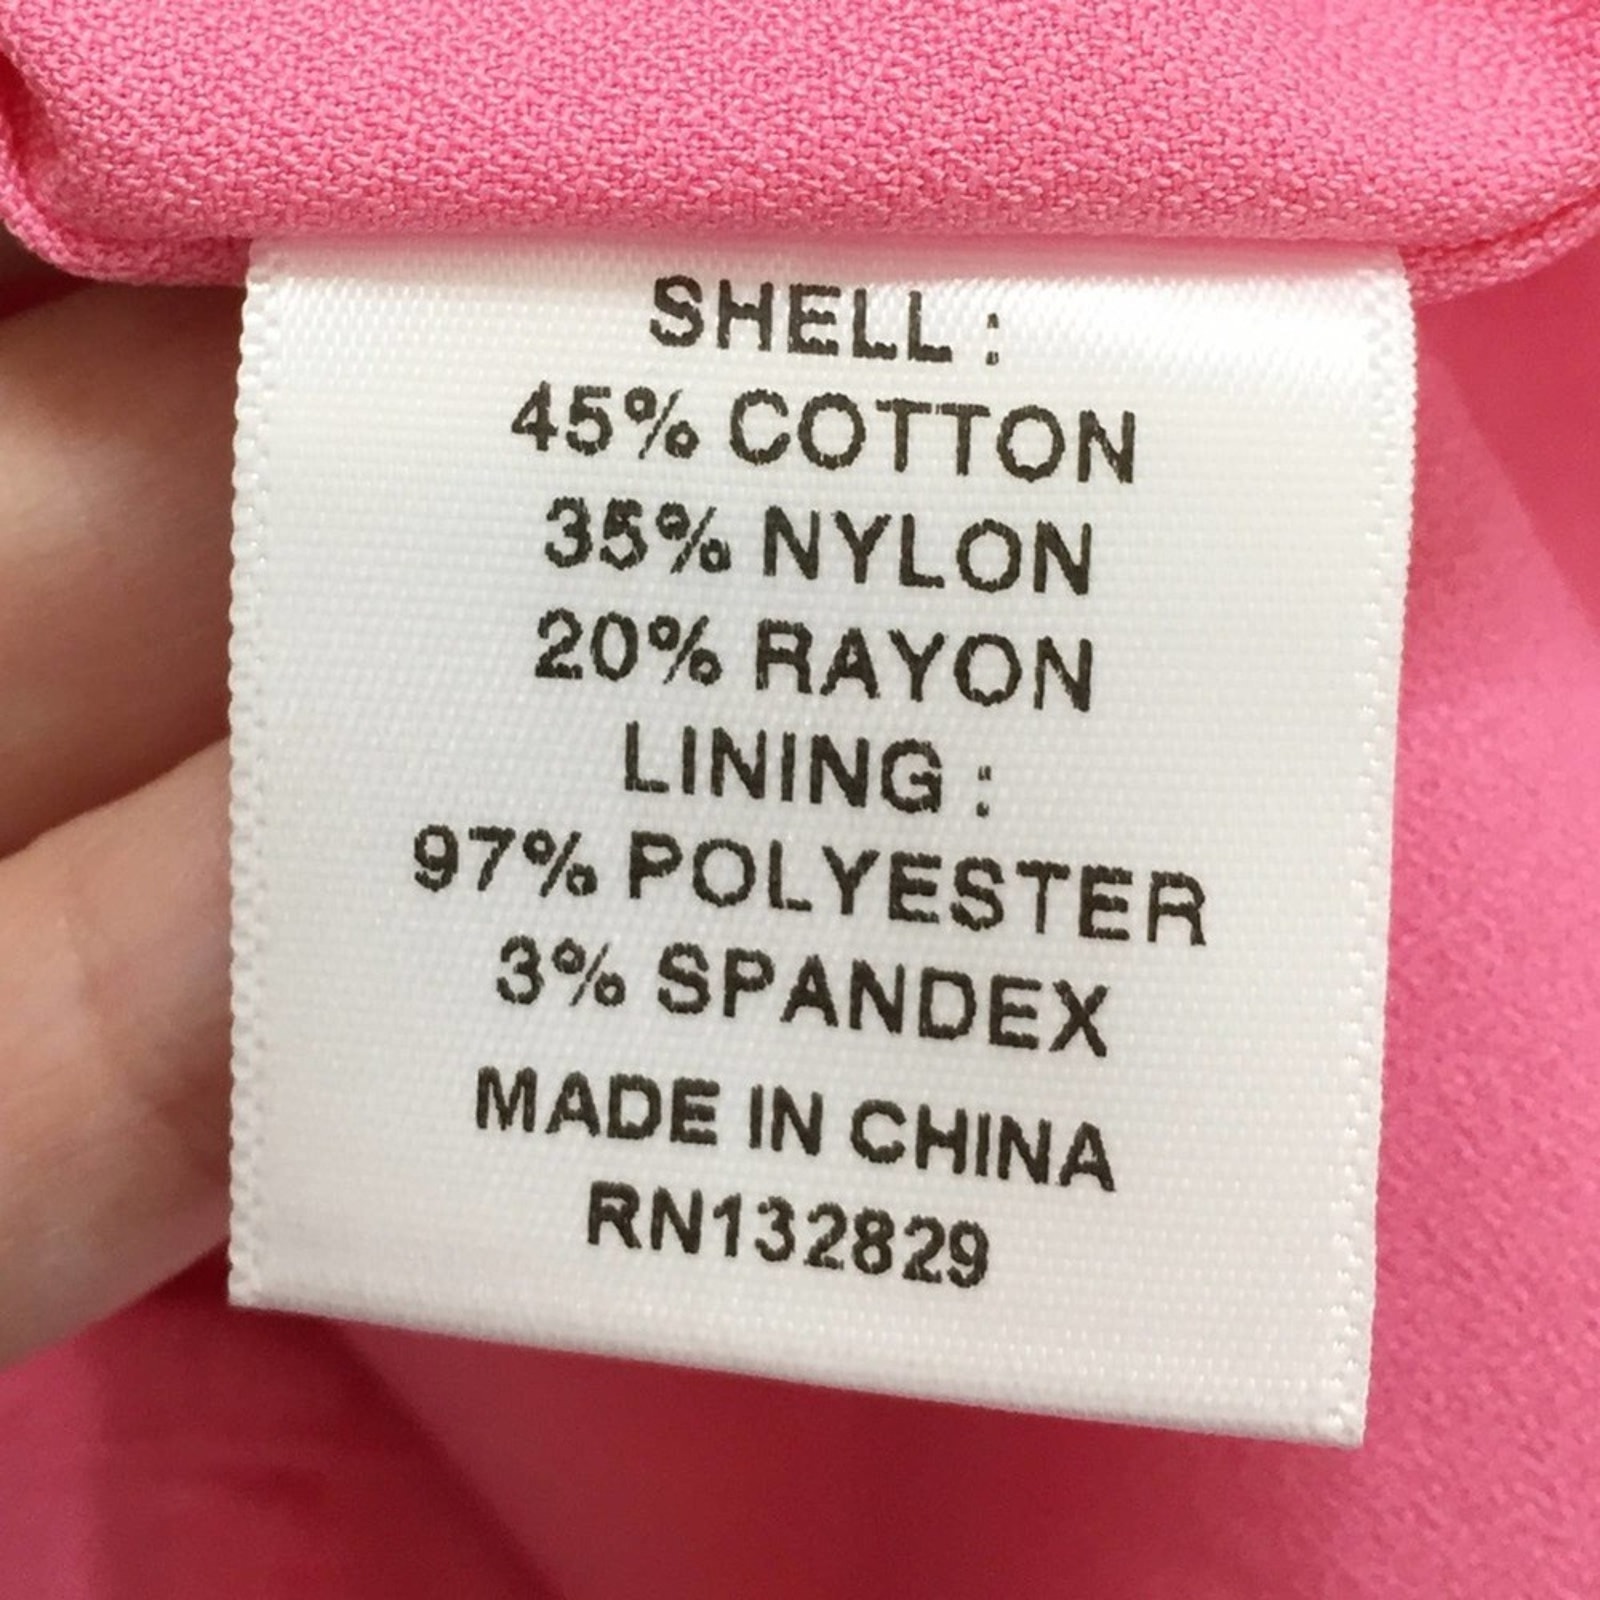 SHELL :
45% COTTON
35% NYLON
20% RAYON
LINING :
97% POLYESTER
3% SPANDEX
MADE IN CHINA
RN132829